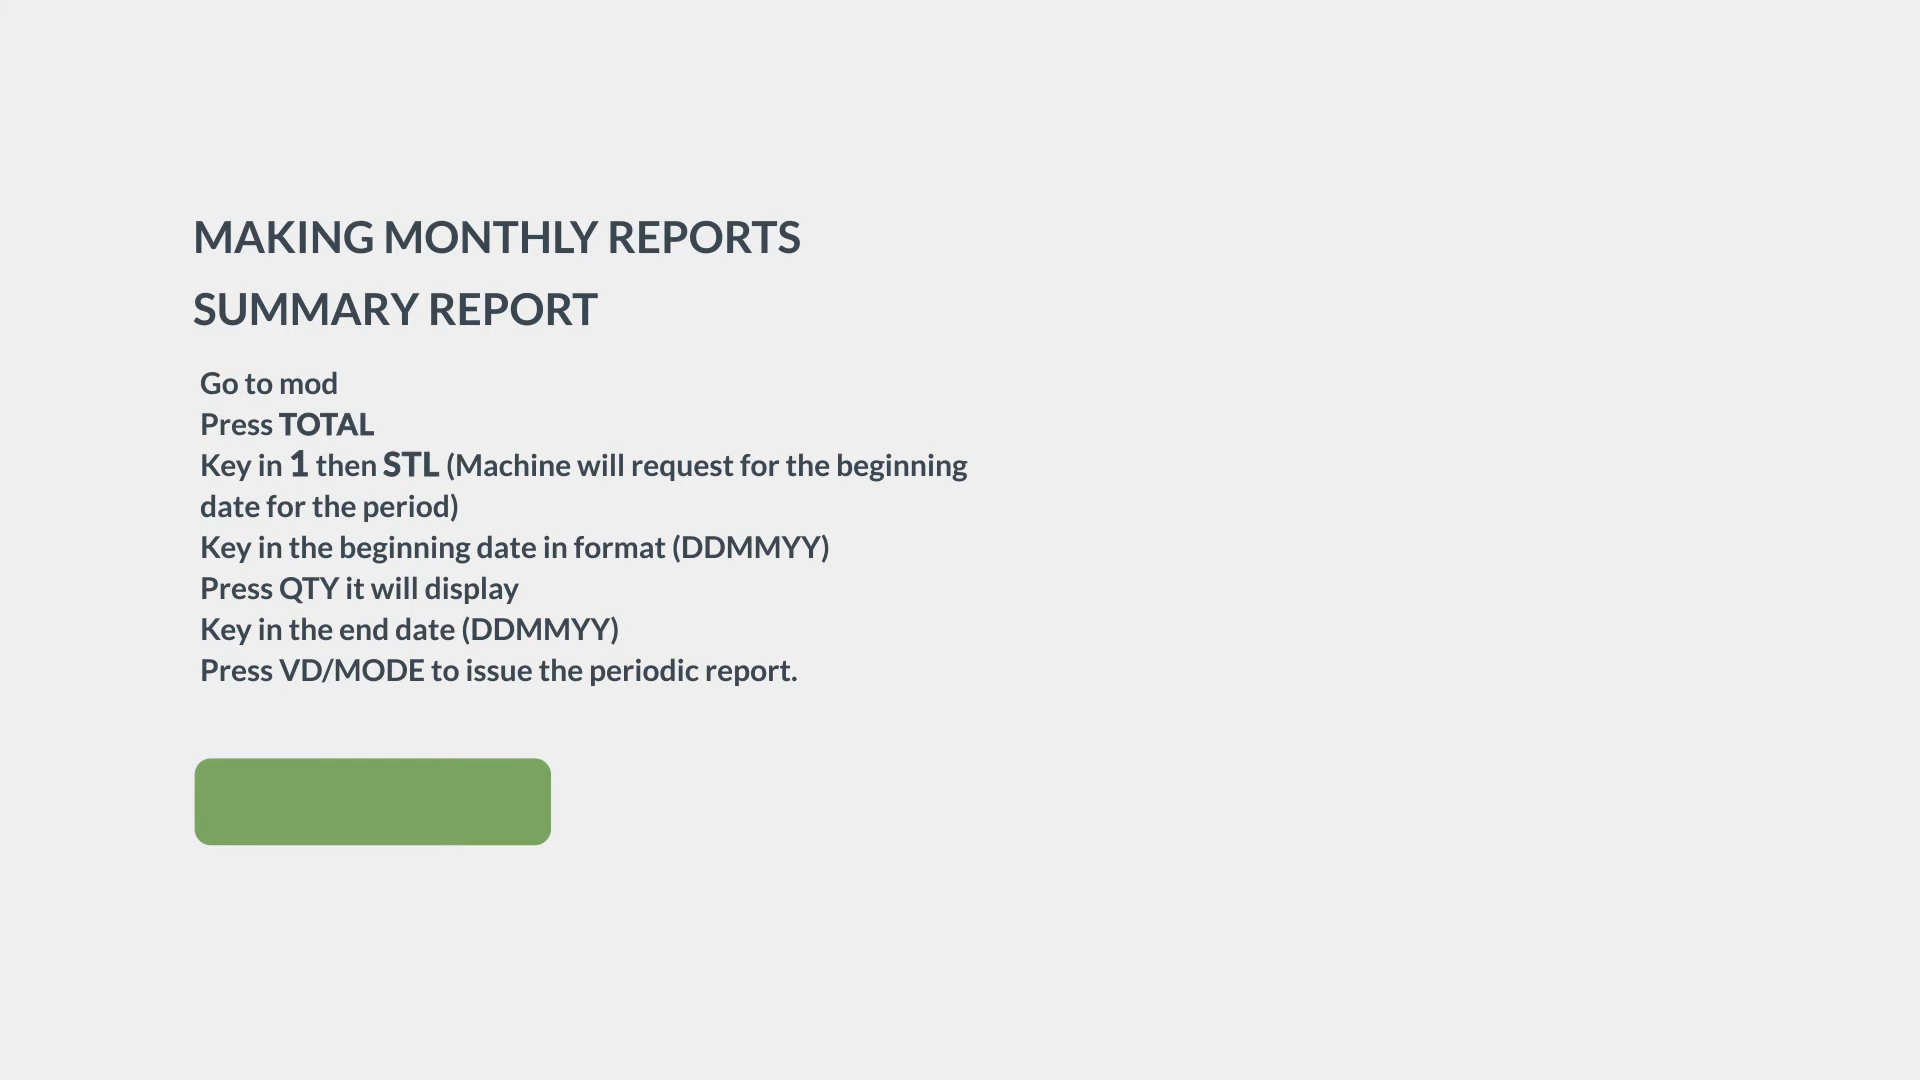 MAKING MONTHLY REPORTS
SUMMARY REPORT
Go to mod
Press TOTAL
Key in 1 then STL (Machine will request for the beginning
date for the period)
Key in the beginning date in format (DDMMYY)
Press QTY it will display
Key in the end date (DDMMYY)
Press VD/MODE to issue the periodic report.